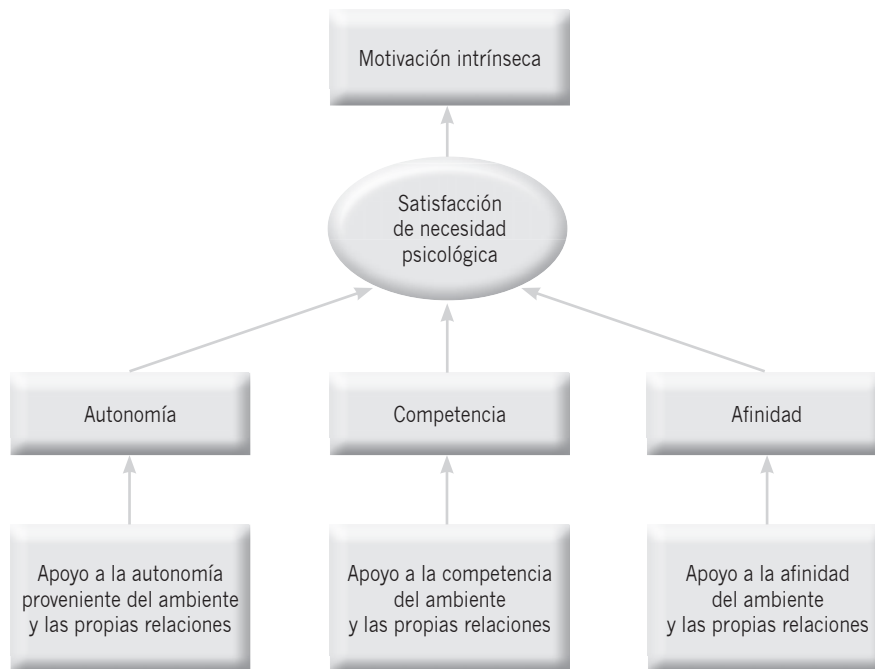 Motivación intrínseca
Satisfacción
de necesidad
psicológica
Autonomía
Competencia
Afinidad
Apoyo a la autonomía
proveniente del ambiente
y las propias relaciones
Apoyo a la competencia
del ambiente
y las propias relaciones
Apoyo a la afinidad
del ambiente
y las propias relaciones